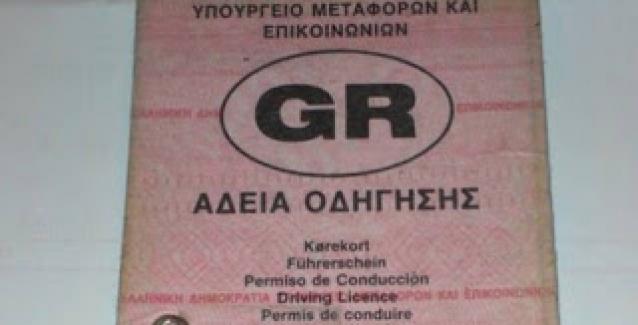 ΥΠΟΥΡΓΕΙΟ ΜΕΤΑΦΟΡΩΝ ΚΑΙ
ΕΠΙΚΟΙΝΩΝΙΩΝ
GR
ΑΔΕΙΑ ΟΔΗΓΗΣΗΣ
Kørekort
Führerschein
Permiso de Conducción
Driving Licence
Permis de conduire